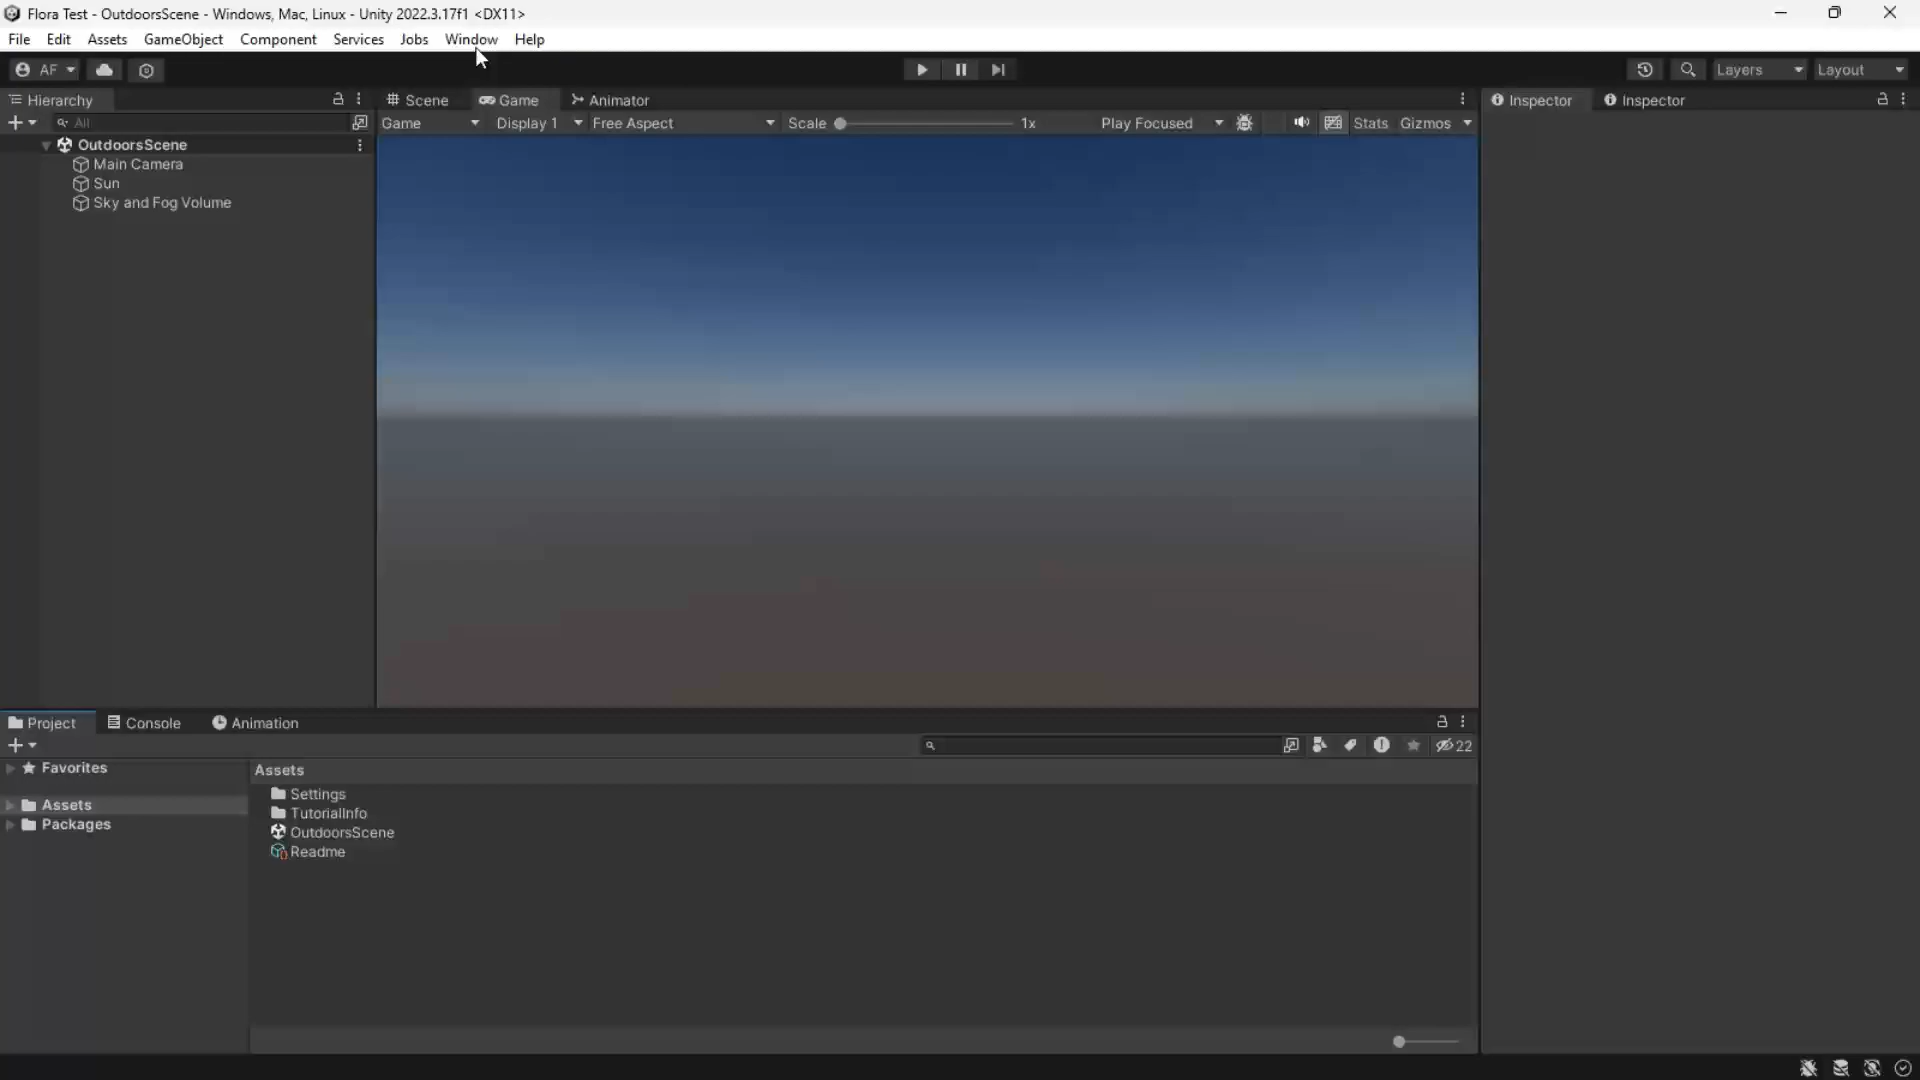 Flora Test - OutdoorsScene - Windows, Mac, Linux - Unity 2022.3.17f1 <DX11>
File Edit Assets GameObject Component Services Jobs Window Help
AF Layers Layout
Hierarchy Scene Game Animator Inspector Inspector
All Game Display 1 Free Aspect Scale 1x Play Focused Stats Gizmos
OutdoorsScene
Main Camera
Sun
Sky and Fog Volume
Project Console Animation
22
Favorites Assets
Settings
Assets TutorialInfo
Packages OutdoorsScene
Readme